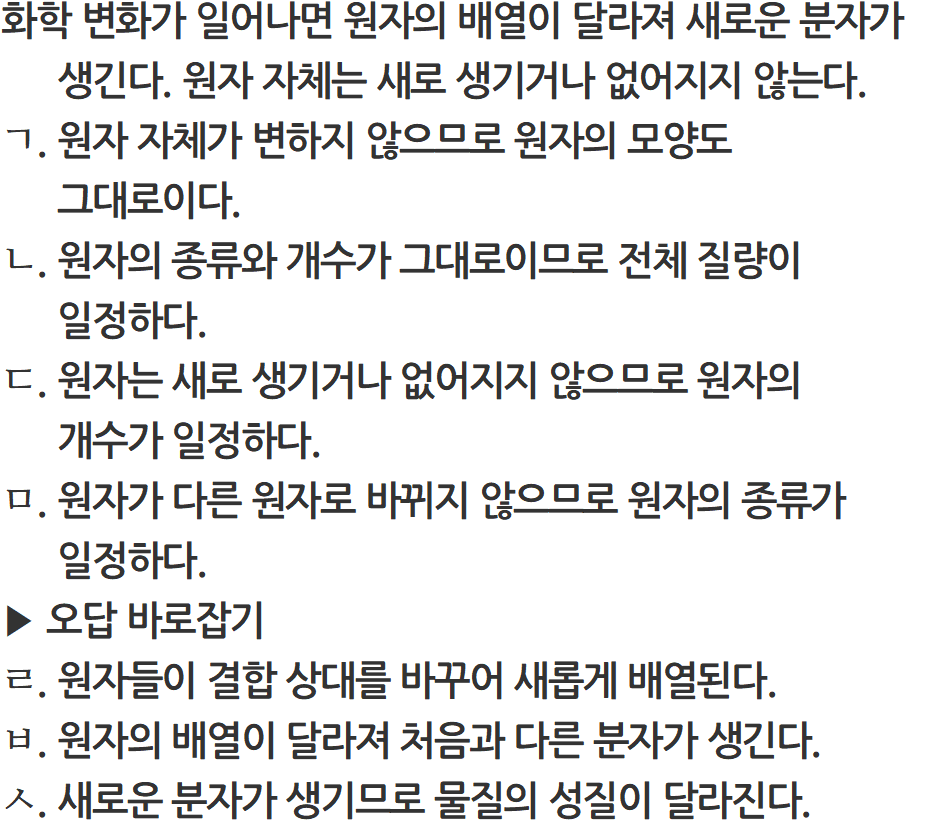 화학 변화가 일어나면 원자의 배열이 달라져 새로운 분자가
생긴다. 원자 자체는 새로 생기거나 없어지지 않는다.
ㄱ. 원자 자체가 변하지 않으므로 원자의 모양도
그대로이다.
ㄴ. 원자의 종류와 개수가 그대로이므로 전체 질량이
일정하다.
ㄷ. 원자는 새로 생기거나 없어지지 않으므로 원자의
개수가 일정하다.
ㅁ. 원자가 다른 원자로 바뀌지 않으므로 원자의 종류가
일정하다.
▶ 오답 바로잡기
ㄹ. 원자들이 결합 상대를 바꾸어 새롭게 배열된다.
ㅂ. 원자의 배열이 달라져 처음과 다른 분자가 생긴다.
ㅅ. 새로운 분자가 생기므로 물질의 성질이 달라진다.